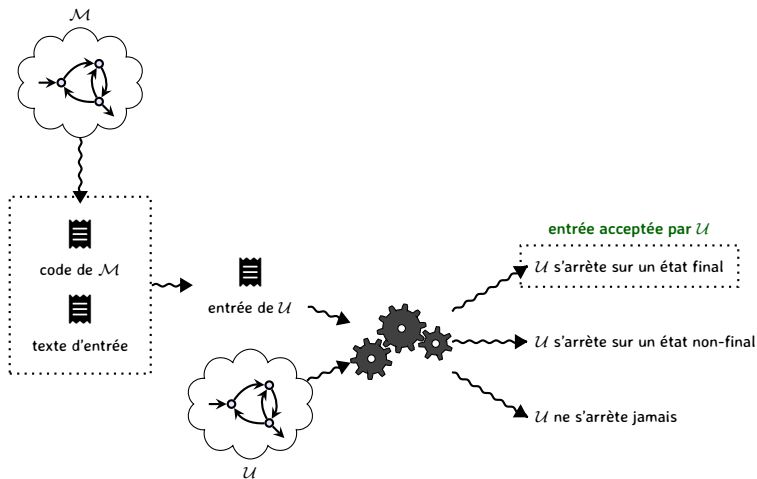 ℳ
code de ℳ
texte d'entrée
entrée de 𝒰
𝒰
entrée acceptée par 𝒰
𝒰 s'arrête sur un état final
𝒰 s'arrête sur un état non-final
𝒰 ne s'arrête jamais